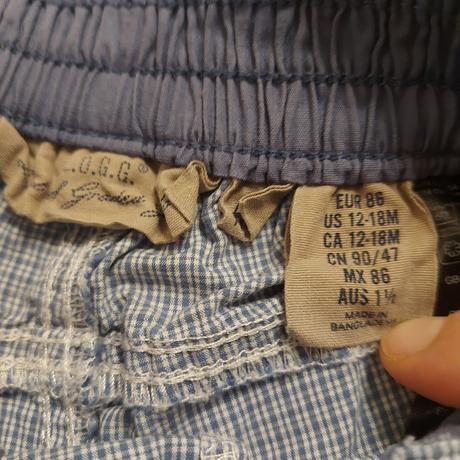 L.O.G.G.®
EUR 86
US 12-18M
CA 12-18M
CN 90/47
MX 86
AUS 1½
MADE IN
BANGLADESH
GB